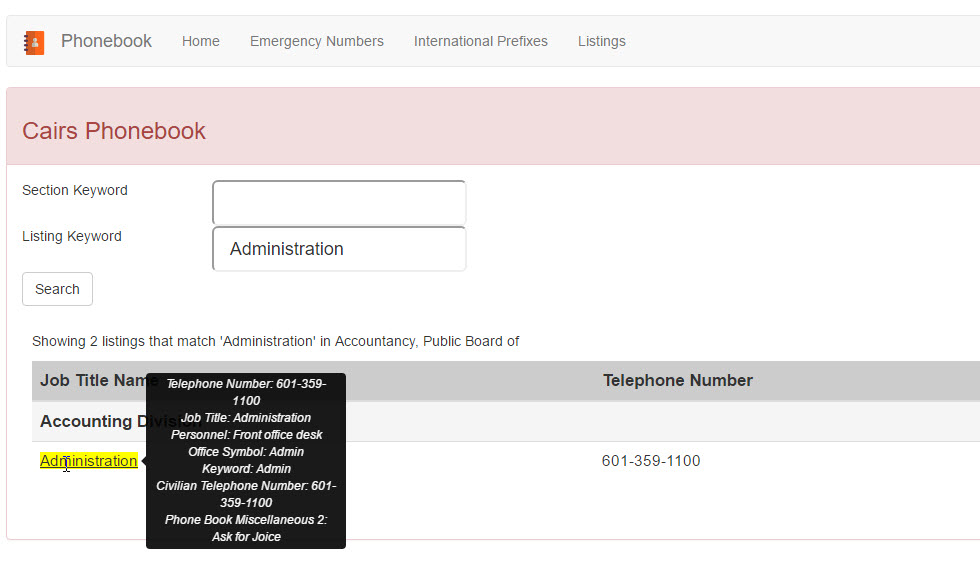 Phonebook Home Emergency Numbers International Prefixes Listings
Cairs Phonebook
Section Keyword
Listing Keyword Administration
Search
Showing 2 listings that match 'Administration' in Accountancy, Public Board of
Job Title Name Telephone Number
Accounting Division
Administration 601-359-1100
Telephone Number: 601-359-
1100
Job Title: Administration
Personnel: Front office desk
Office Symbol: Admin
Keyword: Admin
Civilian Telephone Number: 601-
359-1100
Phone Book Miscellaneous 2:
Ask for Joice